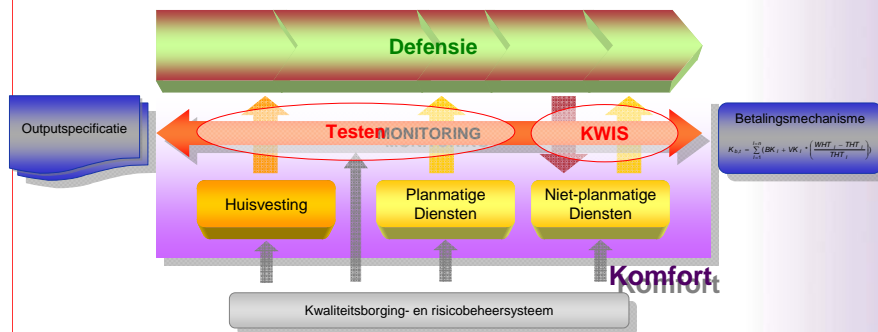 Defensie
Outputspecificatie
Testen
MONITORING
KWIS
Betalingsmechanisme
Huisvesting
Planmatige
Diensten
Niet-planmatige
Diensten
Komfort
Kwaliteitsborging- en risicobeheersysteem